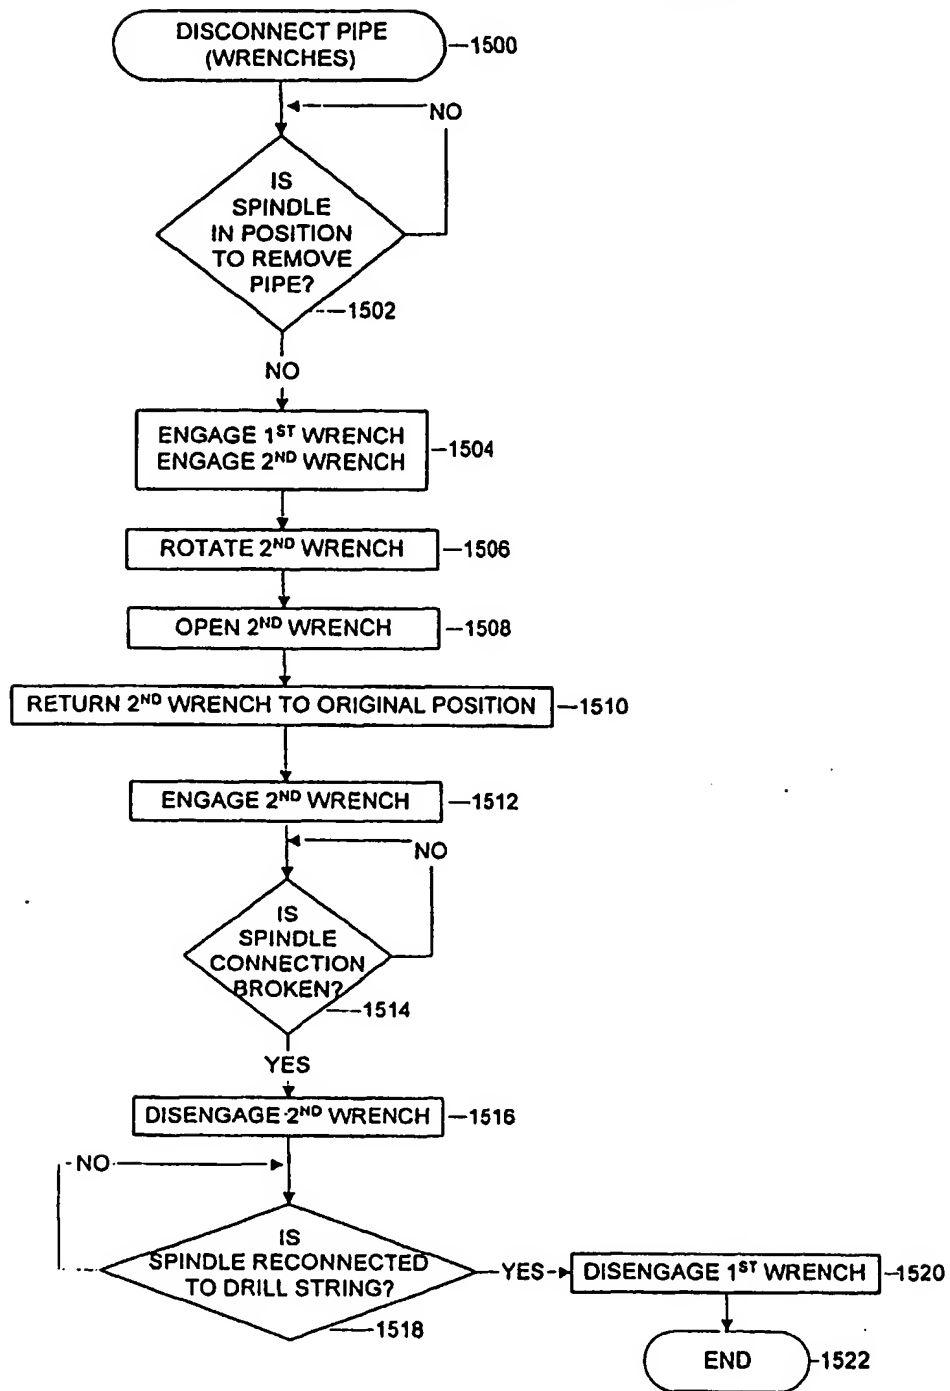 DISCONNECT PIPE
(WRENCHES)
1500
NO
IS
SPINDLE
IN POSITION
TO REMOVE
PIPE?
1502
NO
ENGAGE 1ST WRENCH
ENGAGE 2ND WRENCH
1504
ROTATE 2ND WRENCH
1506
OPEN 2ND WRENCH
1508
RETURN 2ND WRENCH TO ORIGINAL POSITION
1510
ENGAGE 2ND WRENCH
1512
NO
IS
SPINDLE
CONNECTION
BROKEN?
1514
YES
DISENGAGE 2ND WRENCH
1516
NO
IS
SPINDLE RECONNECTED
TO DRILL STRING?
1518
YES
DISENGAGE 1ST WRENCH
1520
END
1522